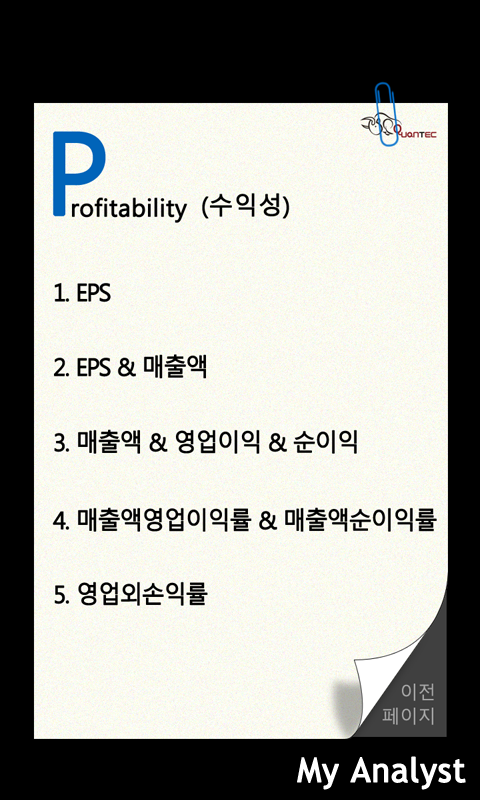 QUANTEC
Profitability (수익성)
1. EPS
2. EPS & 매출액
3. 매출액 & 영업이익 & 순이익
4. 매출액영업이익률 & 매출액순이익률
5. 영업외손익률
이전
페이지
My Analyst